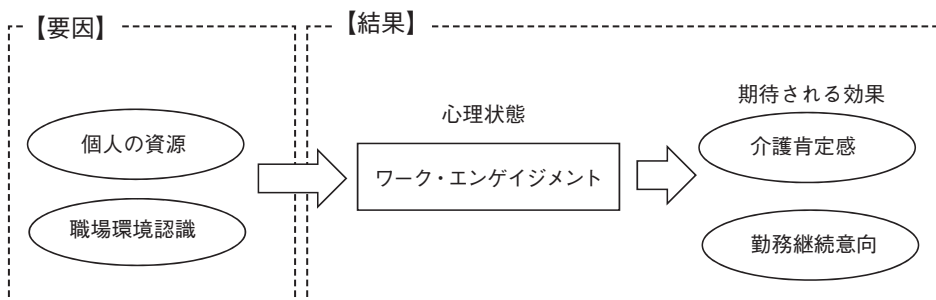 【要因】
【結果】
個人の資源
職場環境認識
心理状態
ワーク・エンゲイジメント
期待される効果
介護肯定感
勤務継続意向